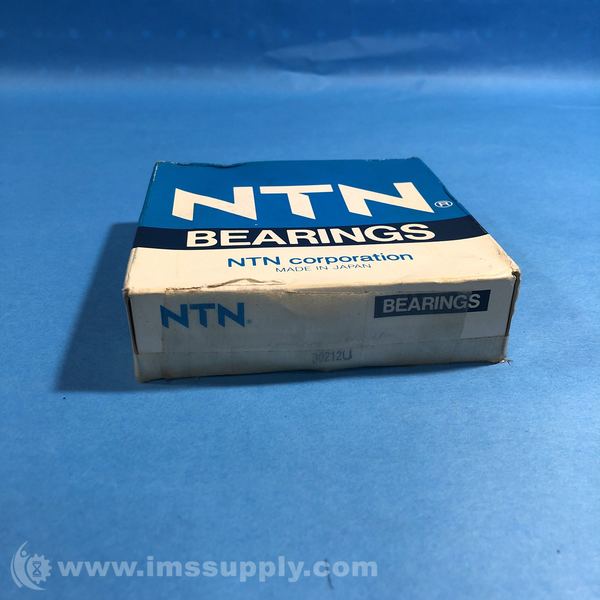 NTN®
BEARINGS
NTN corporation
MADE IN JAPAN
NTN®
BEARINGS
30212U
www.imssupply.com